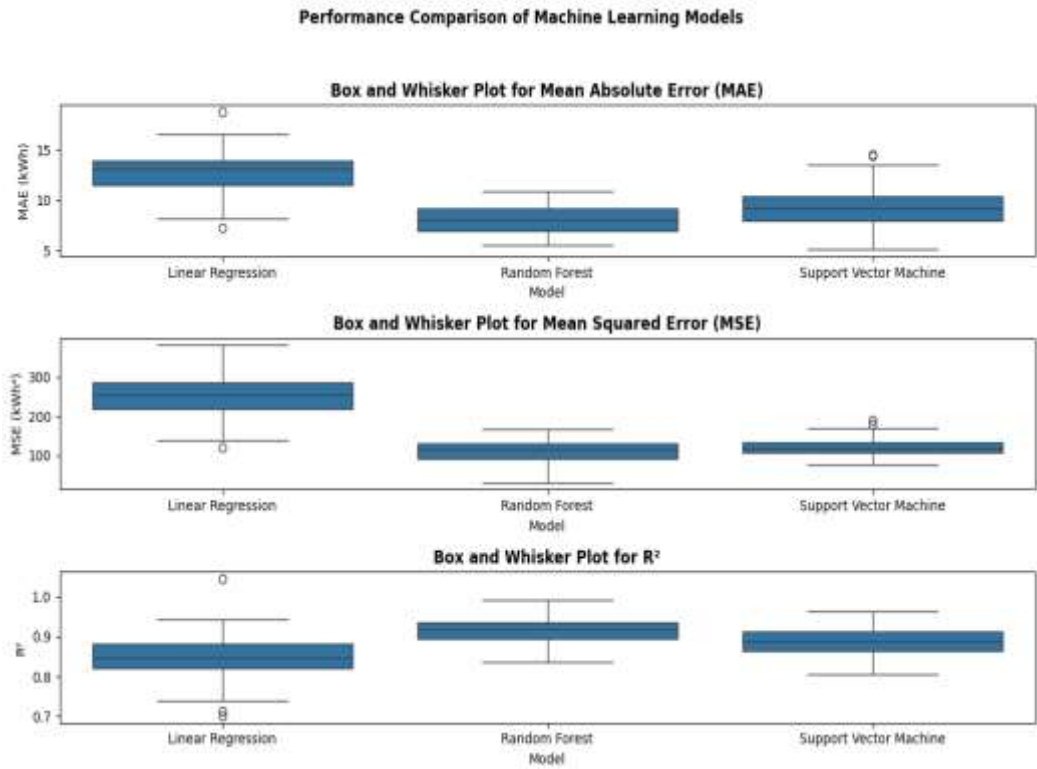 Performance Comparison of Machine Learning Models
Box and Whisker Plot for Mean Absolute Error (MAE)
MAE (kWh)
15
10
5
Linear Regression Random Forest Support Vector Machine
Model
Box and Whisker Plot for Mean Squared Error (MSE)
MSE (kWh²)
300
200
100
Linear Regression Random Forest Support Vector Machine
Model
Box and Whisker Plot for R²
R²
1.0
0.9
0.8
0.7
Linear Regression Random Forest Support Vector Machine
Model